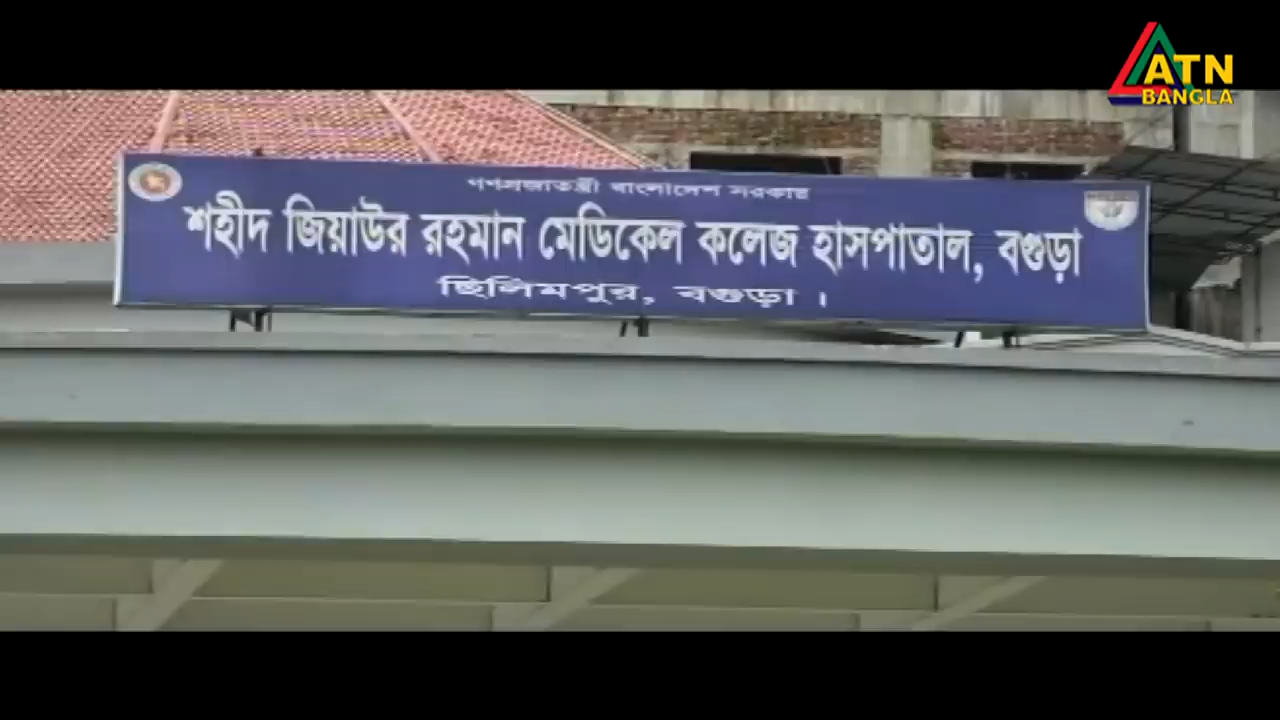 ATN
BANGLA
গণপ্রজাতন্ত্রী বাংলাদেশ সরকার
শহীদ জিয়াউর রহমান মেডিকেল কলেজ হাসপাতাল, বগুড়া
ছিলিমপুর, বগুড়া ।